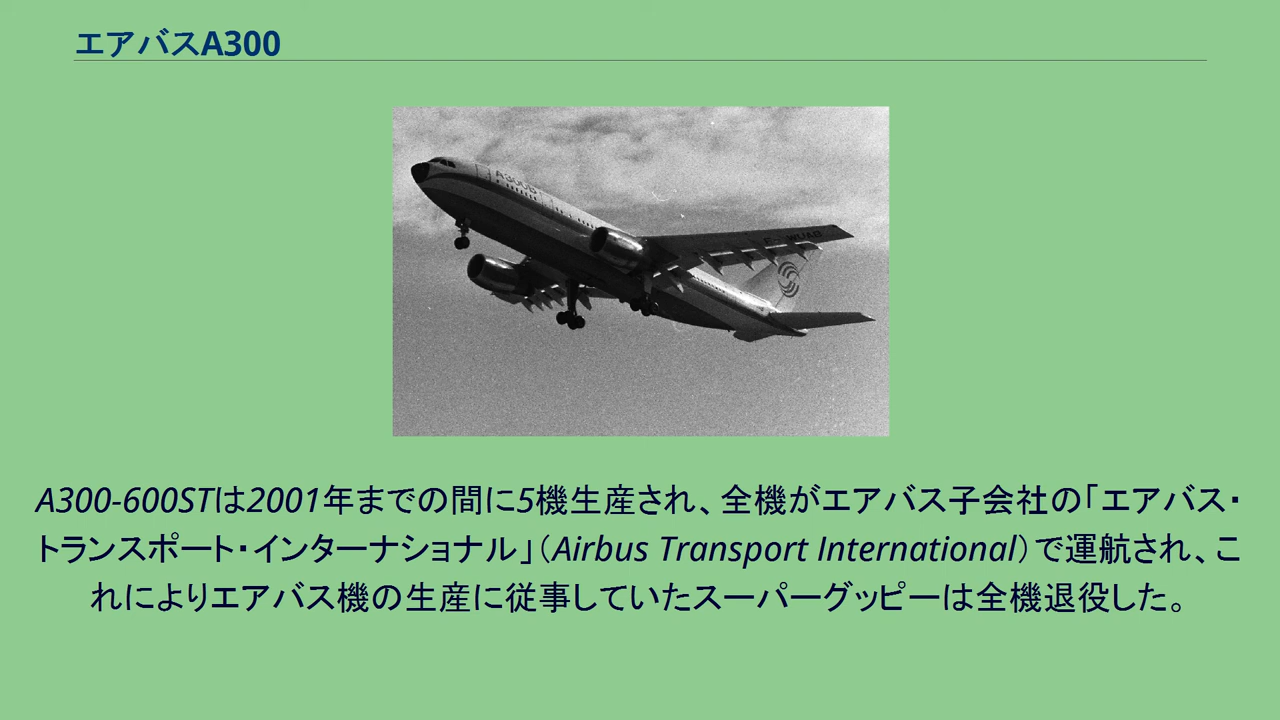 エアバスA300
A300B
A300-600STは2001年までの間に5機生産され、全機がエアバス子会社の「エアバス・
トランスポート・インターナショナル」（Airbus Transport International）で運航され、こ
れによりエアバス機の生産に従事していたスーパーグッピーは全機退役した。